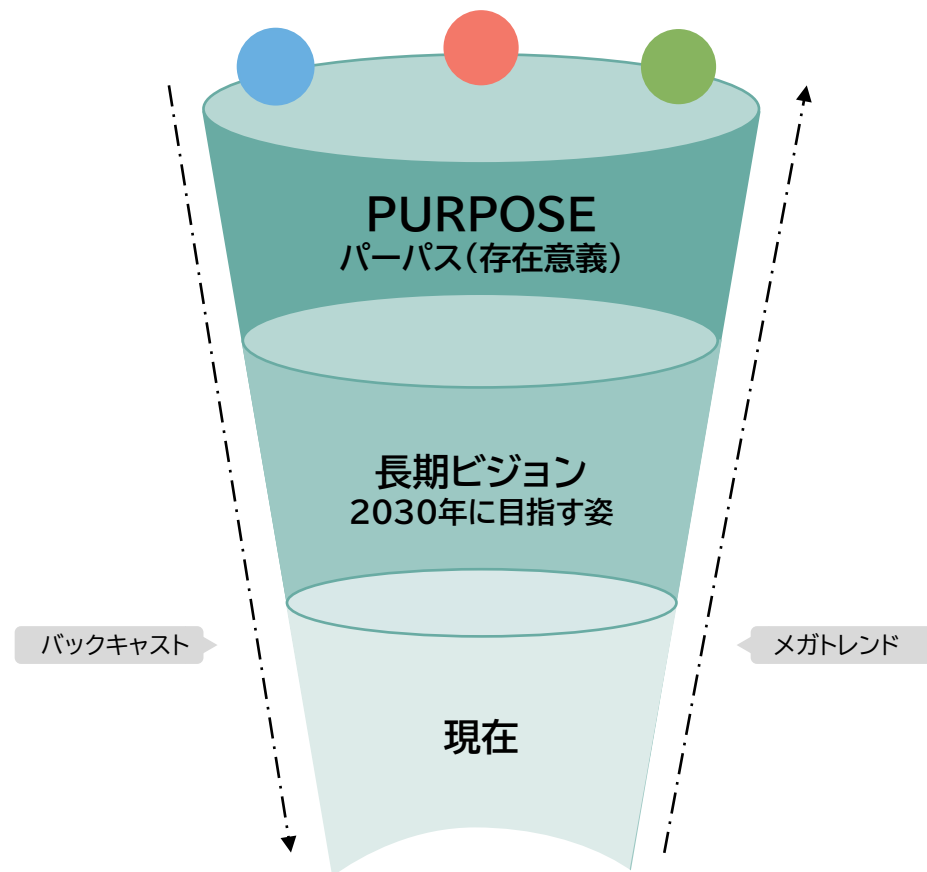 PURPOSE
パーパス(存在意義)
長期ビジョン
2030年に目指す姿
バックキャスト
メガトレンド
現在